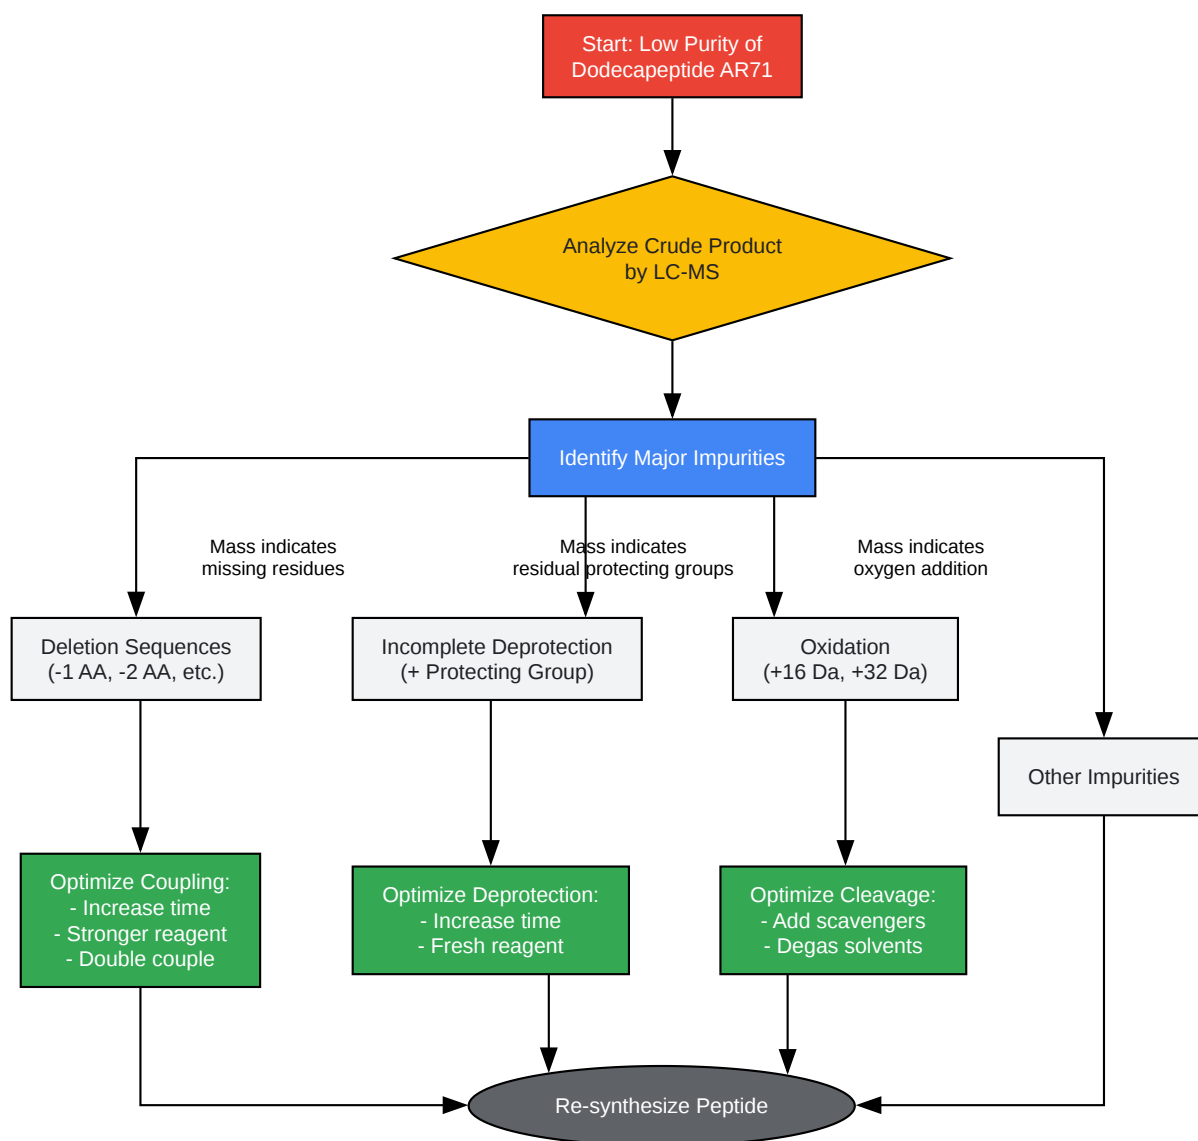 Start: Low Purity of
Dodecapeptide AR71
Analyze Crude Product
by LC-MS
Identify Major Impurities
Mass indicates
missing residues
Mass indicates
residual protecting groups
Mass indicates
oxygen addition
Deletion Sequences
(-1 AA, -2 AA, etc.)
Incomplete Deprotection
(+ Protecting Group)
Oxidation
(+16 Da, +32 Da)
Other Impurities
Optimize Coupling:
- Increase time
- Stronger reagent
- Double couple
Optimize Deprotection:
- Increase time
- Fresh reagent
Optimize Cleavage:
- Add scavengers
- Degas solvents
Re-synthesize Peptide